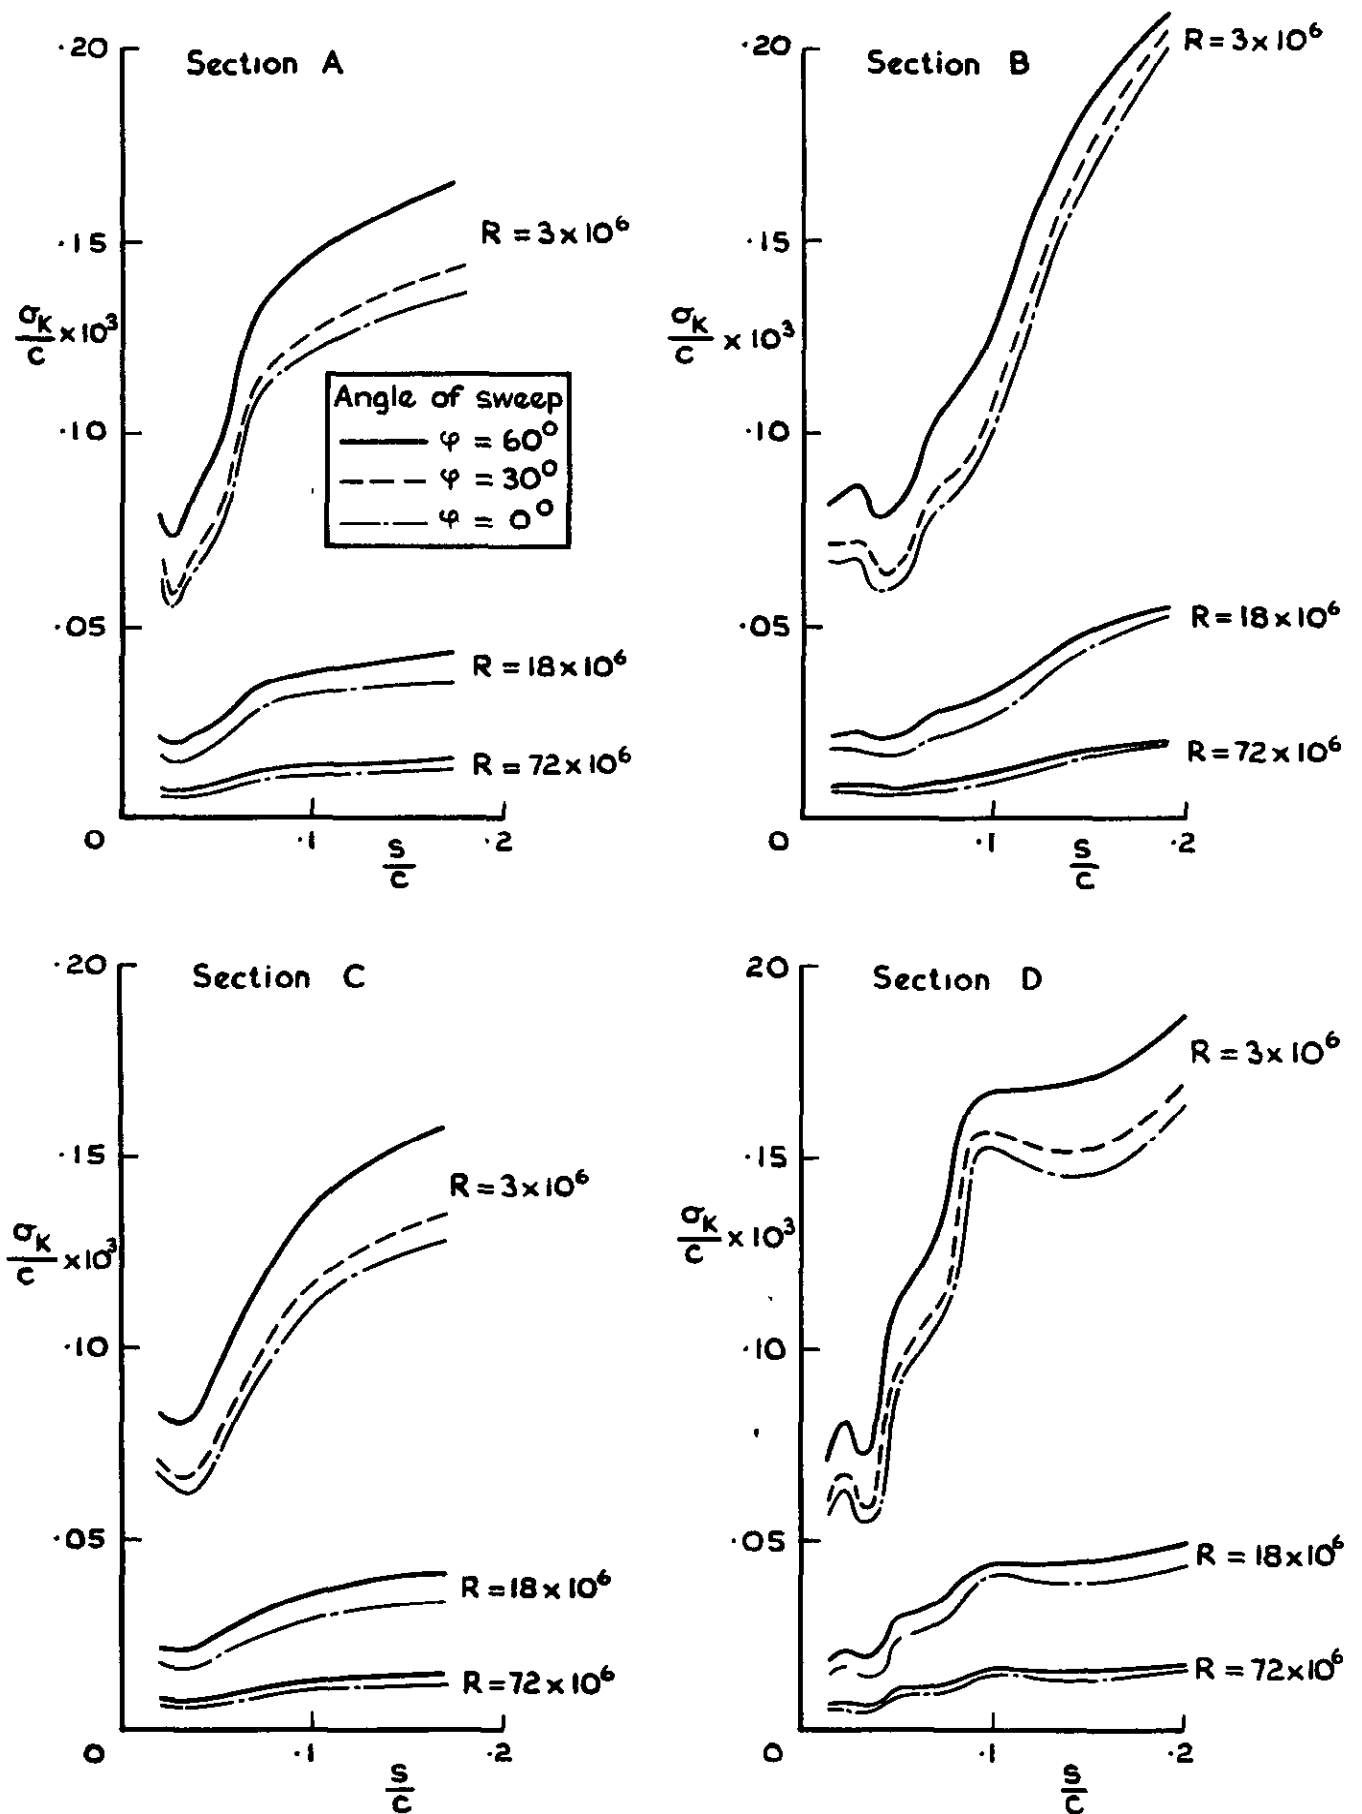 Section A
·20
·15
·10
·05
0
·1
·2
σK/c × 10³
s/c
R = 3 × 10⁶
R = 18 × 10⁶
R = 72 × 10⁶
Angle of sweep
φ = 60°
φ = 30°
φ = 0°
Section B
·20
·15
·10
·05
0
·1
·2
σK/c × 10³
s/c
R = 3 × 10⁶
R = 18 × 10⁶
R = 72 × 10⁶
Section C
·20
·15
·10
·05
0
·1
·2
σK/c × 10³
s/c
R = 3 × 10⁶
R = 18 × 10⁶
R = 72 × 10⁶
Section D
·20
·15
·10
·05
0
·1
·2
σK/c × 10³
s/c
R = 3 × 10⁶
R = 18 × 10⁶
R = 72 × 10⁶